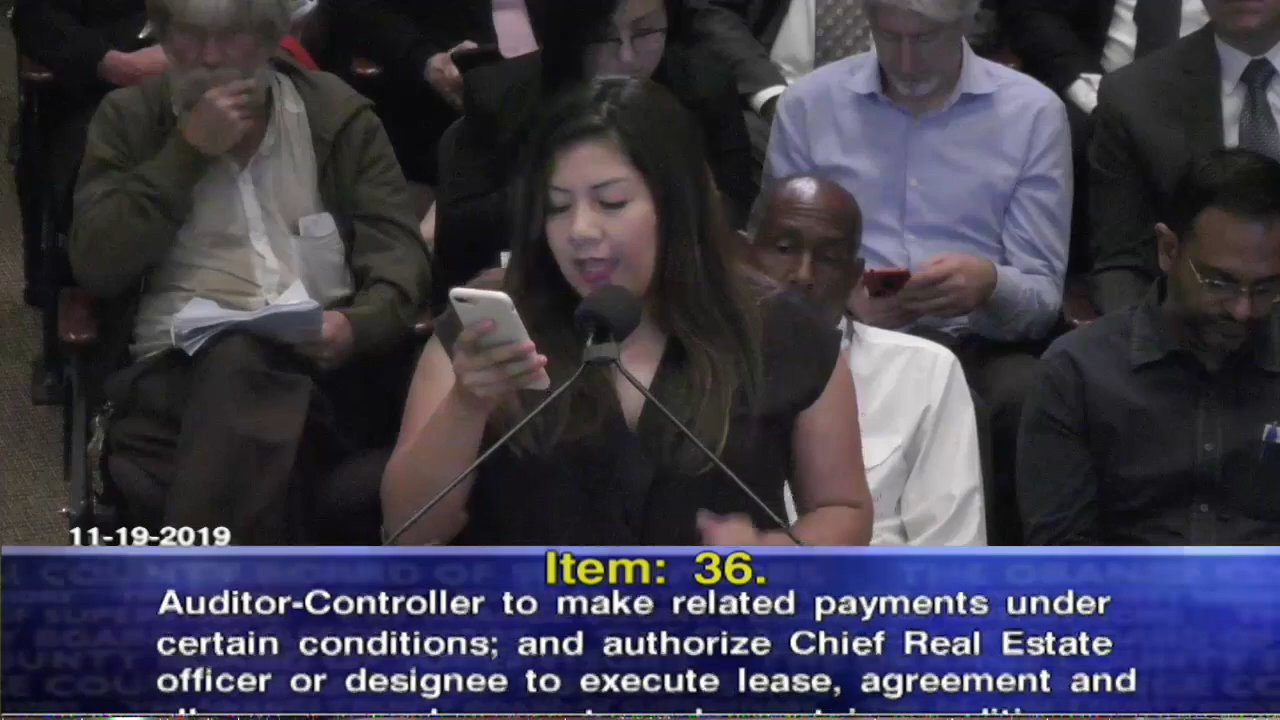 11-19-2019
Item: 36.
Auditor-Controller to make related payments under
certain conditions; and authorize Chief Real Estate
officer or designee to execute lease, agreement and